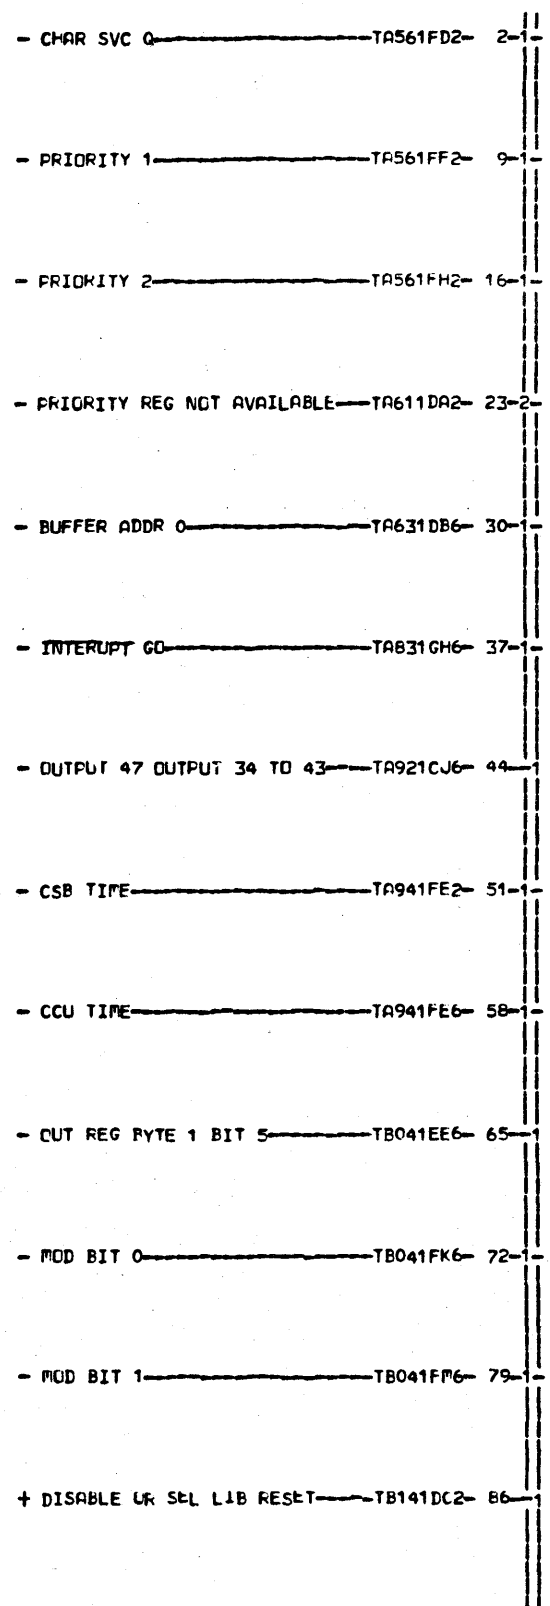 - CHAR SVC Q TA561FD2- 2-1-
- PRIORITY 1 TA561FF2- 9-1-
- PRIORITY 2 TA561FH2- 16-1-
- PRIORITY REG NOT AVAILABLE TA611DA2- 23-2-
- BUFFER ADDR 0 TA631DB6- 30-1-
- INTERUPT GO TA831GH6- 37-1-
- OUTPUT 47 OUTPUT 34 TO 43 TA921CJ6- 44-1
- CSB TIME TA941FE2- 51-1-
- CCU TIME TA941FE6- 58-1-
- OUT REG BYTE 1 BIT 5 TB041EE6- 65-1
- MOD BIT 0 TB041FK6- 72-1-
- MOD BIT 1 TB041FM6- 79-1-
+ DISABLE OR SEL LIB RESET TB141DC2- 86-1